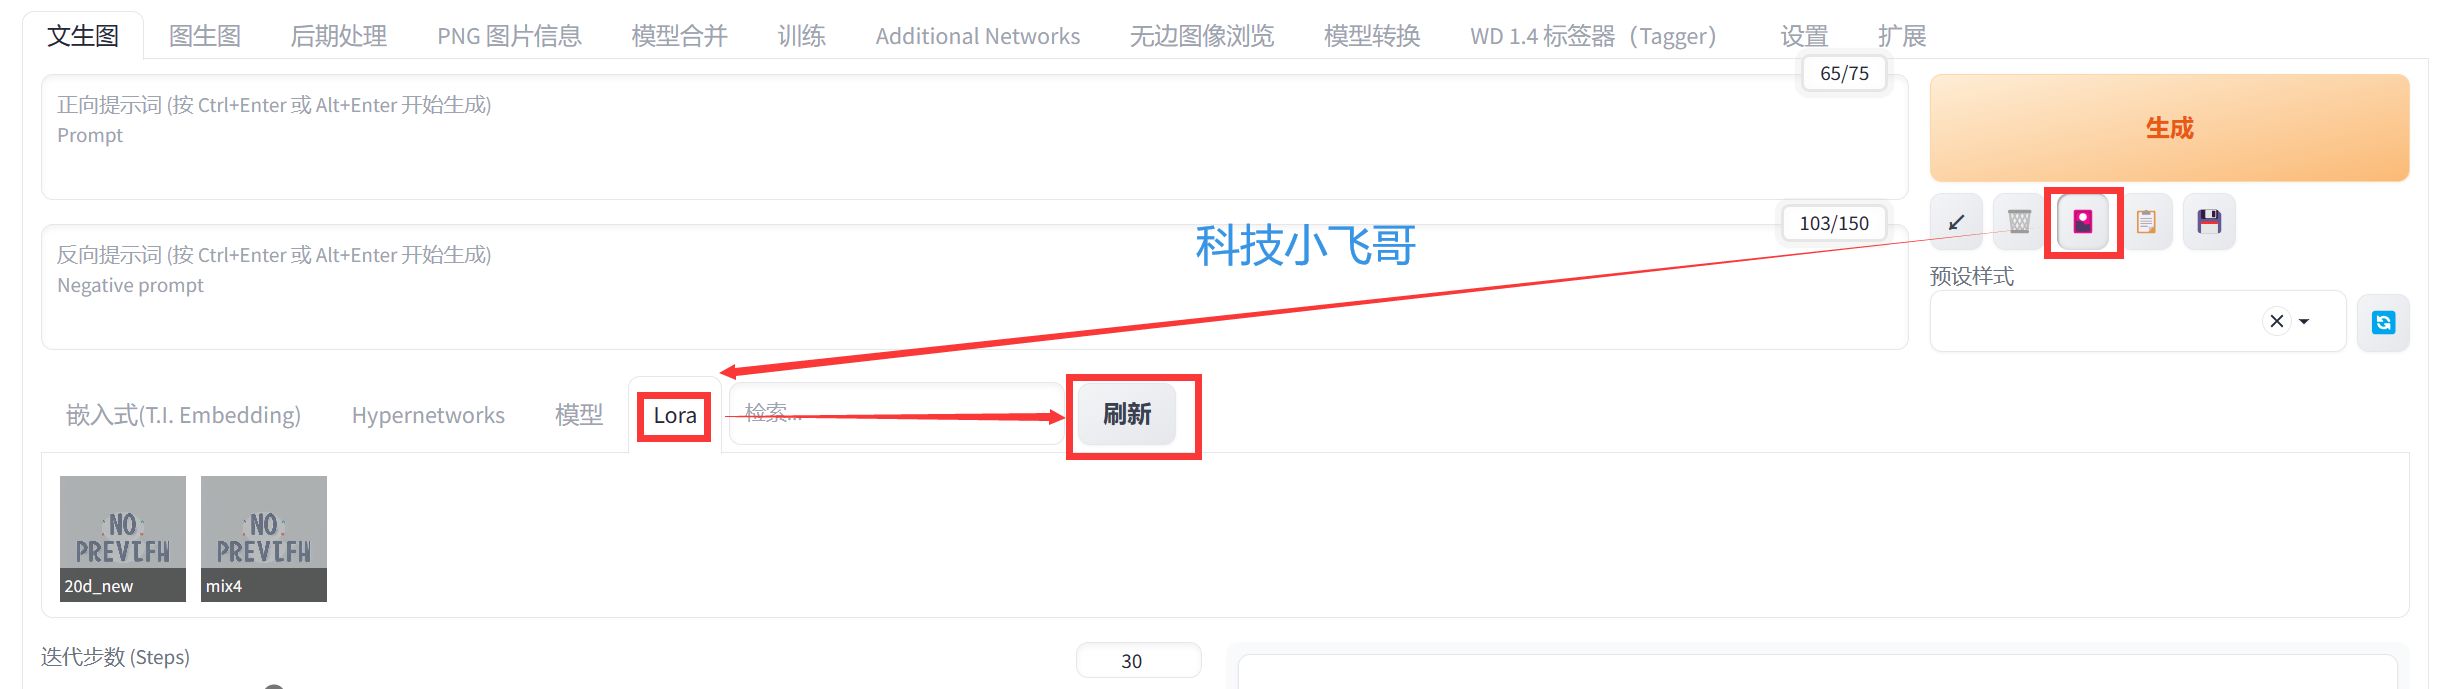 文生图 图生图 后期处理 PNG 图片信息 模型合并 训练 Additional Networks 无边图像浏览 模型转换 WD 1.4 标签器（Tagger） 设置 扩展
65/75
正向提示词 (按 Ctrl+Enter 或 Alt+Enter 开始生成)
Prompt
生成
103/150
反向提示词 (按 Ctrl+Enter 或 Alt+Enter 开始生成)
Negative prompt
科技小飞哥
预设样式
嵌入式(T.I. Embedding) Hypernetworks 模型 Lora 检索... 刷新
NO
PREVIEW
20d_new
NO
PREVIEW
mix4
迭代步数 (Steps) 30